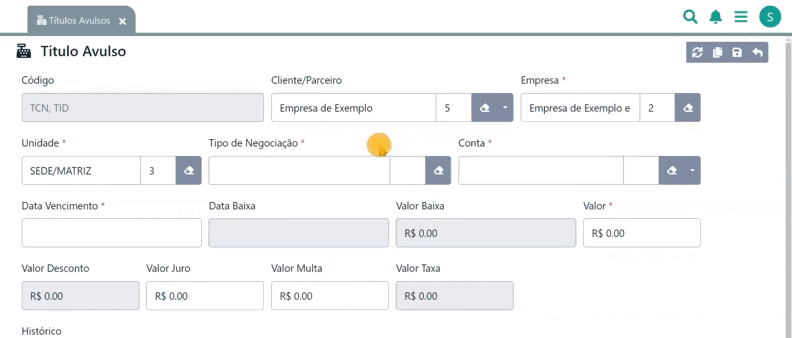 Títulos Avulsos
S
Titulo Avulso
Código Cliente/Parceiro Empresa *
TCN, TID Empresa de Exemplo 5 Empresa de Exemplo e 2
Unidade * Tipo de Negociação * Conta *
SEDE/MATRIZ 3
Data Vencimento * Data Baixa Valor Baixa Valor *
R$ 0.00 R$ 0.00
Valor Desconto Valor Juro Valor Multa Valor Taxa
R$ 0.00 R$ 0.00 R$ 0.00 R$ 0.00
Histórico